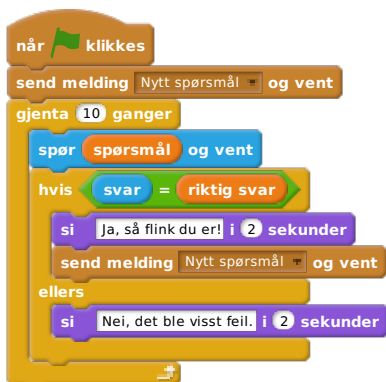 når klikkes
send melding Nytt spørsmål og vent
gjenta 10 ganger
spør spørsmål og vent
hvis svar = riktig svar
si Ja, så flink du er! i 2 sekunder
send melding Nytt spørsmål og vent
ellers
si Nei, det ble visst feil. i 2 sekunder